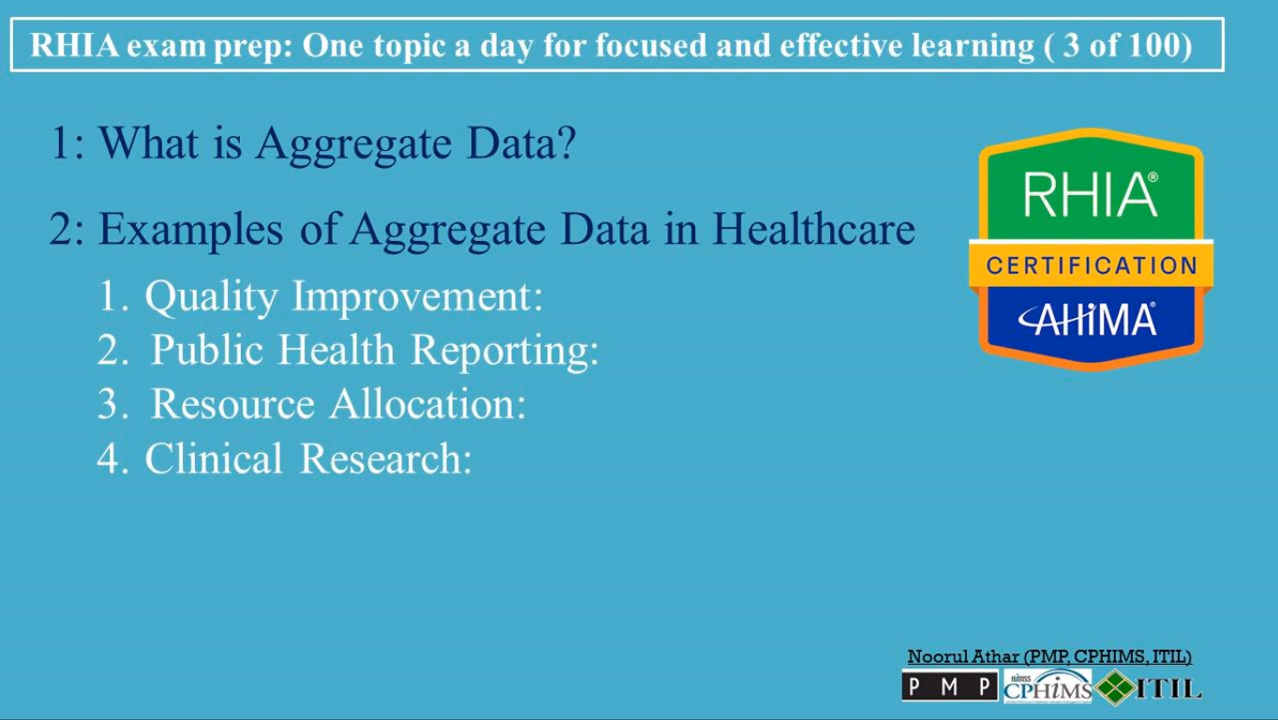 RHIA exam prep: One topic a day for focused and effective learning ( 3 of 100)
1: What is Aggregate Data?
2: Examples of Aggregate Data in Healthcare
1. Quality Improvement:
2. Public Health Reporting:
3. Resource Allocation:
4. Clinical Research:
RHIA®
CERTIFICATION
AHiMA®
Noorul Athar (PMP, CPHIMS, ITIL)
PMP
himss
CPHiMS
ITIL